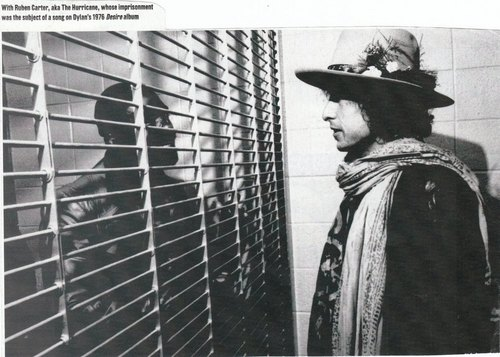 With Ruben Carter, aka The Hurricane, whose imprisonment
was the subject of a song on Dylan's 1976 Desire album